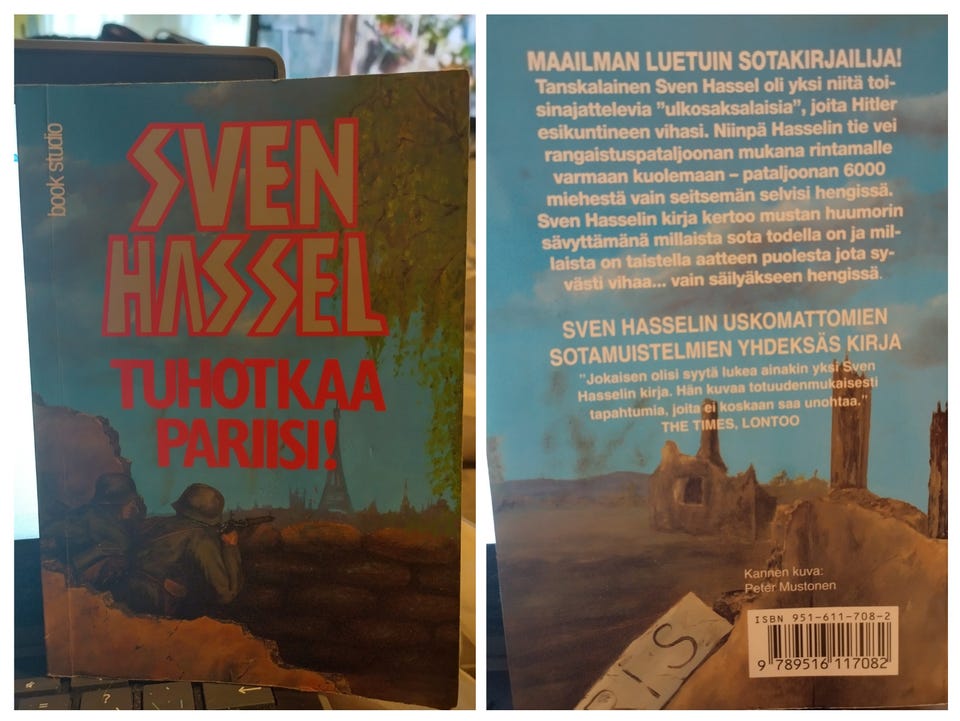 book studio
SVEN
HASSEL
TUHOTKAA
PARIISI!
MAAILMAN LUETUIN SOTAKIRJAILIJA!
Tanskalainen Sven Hassel oli yksi niitä toi-
sinajattelevia "ulkosaksalaisia", joita Hitler
esikuntineen vihasi. Niinpä Hasselin tie vei
rangaistuspataljoonan mukana rintamalle
varmaan kuolemaan – pataljoonan 6000
miehestä vain seitsemän selvisi hengissä.
Sven Hasselin kirja kertoo mustan huumorin
sävyttämänä millaista sota todella on ja mil-
laista on taistella aatteen puolesta jota sy-
västi vihaa... vain säilyäkseen hengissä.
SVEN HASSELIN USKOMATTOMIEN
SOTAMUISTELMIEN YHDEKSÄS KIRJA
"Jokaisen olisi syytä lukea ainakin yksi Sven
Hasselin kirja. Hän kuvaa totuudenmukaisesti
tapahtumia, joita ei koskaan saa unohtaa."
THE TIMES, LONTOO
Kannen kuva:
Peter Mustonen
ISBN 951-611-708-2
9 789516 117082
RIS